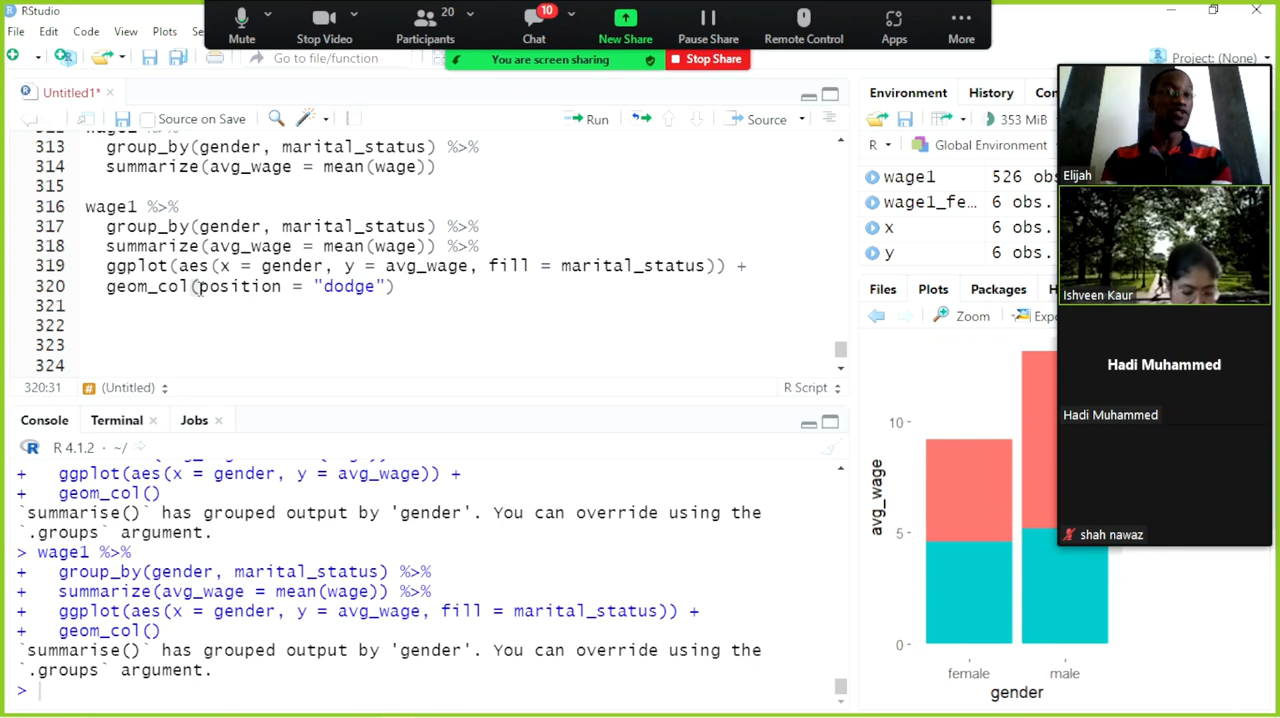 RStudio
File Edit Code View Plots
Mute
Stop Video
20
Participants
10
Chat
New Share
Pause Share
Remote Control
Apps
More
You are screen sharing
Stop Share
Go to file/function
Project: (None)
Untitled1*
Source on Save
Run
Source
313 group_by(gender, marital_status) %>%
314 summarize(avg_wage = mean(wage))
315
316 wage1 %>%
317 group_by(gender, marital_status) %>%
318 summarize(avg_wage = mean(wage)) %>%
319 ggplot(aes(x = gender, y = avg_wage, fill = marital_status)) +
320 geom_col(position = "dodge")
321
322
323
324
320:31
(Untitled)
R Script
Console Terminal Jobs
R 4.1.2 · ~/
+ ggplot(aes(x = gender, y = avg_wage)) +
+ geom_col()
`summarise()` has grouped output by 'gender'. You can override using the
`.groups` argument.
> wage1 %>%
+ group_by(gender, marital_status) %>%
+ summarize(avg_wage = mean(wage)) %>%
+ ggplot(aes(x = gender, y = avg_wage, fill = marital_status)) +
+ geom_col()
`summarise()` has grouped output by 'gender'. You can override using the
`.groups` argument.
>
Environment History
353 MiB
R
Global Environment
wage1 526 obs.
wage1_fe… 6 obs.
x 6 obs.
y 6 obs.
Files Plots Packages
Zoom
avg_wage
10
5
0
female
male
gender
Elijah
Ishveen Kaur
Hadi Muhammed
Hadi Muhammed
shah nawaz